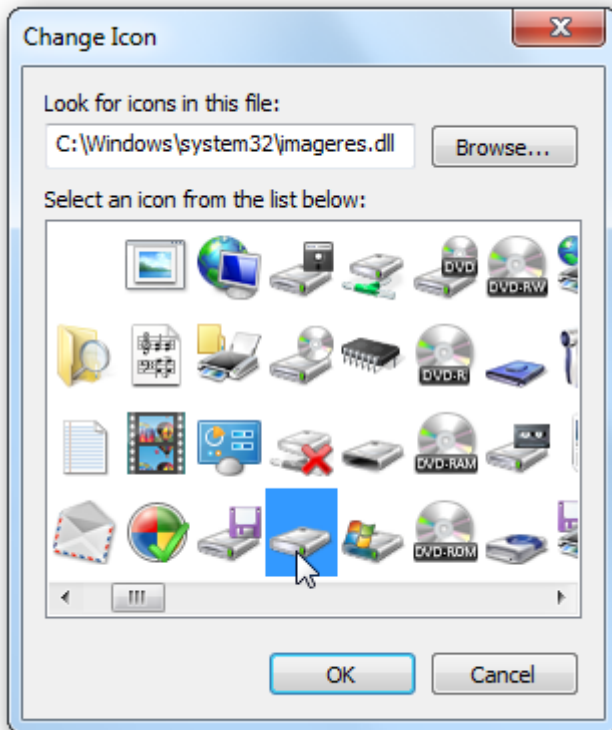 Change Icon
Look for icons in this file:
C:\Windows\system32\imageres.dll
Browse...
Select an icon from the list below:
DVD
DVD-RW
DVD-R
DVD-RAM
DVD-ROM
OK
Cancel